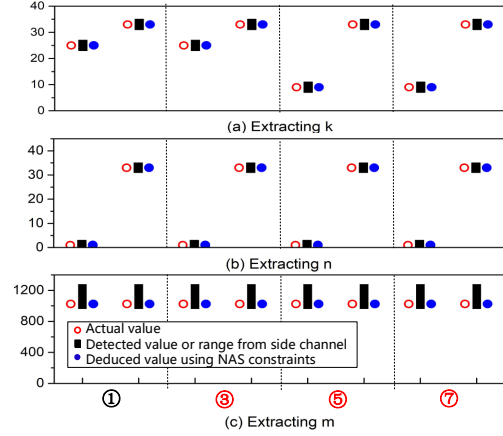 40
30
20
10
0
(a) Extracting k
40
30
20
10
0
(b) Extracting n
1200
800
400
0
Actual value
Detected value or range from side channel
Deduced value using NAS constraints
① ③ ⑤ ⑦
(c) Extracting m